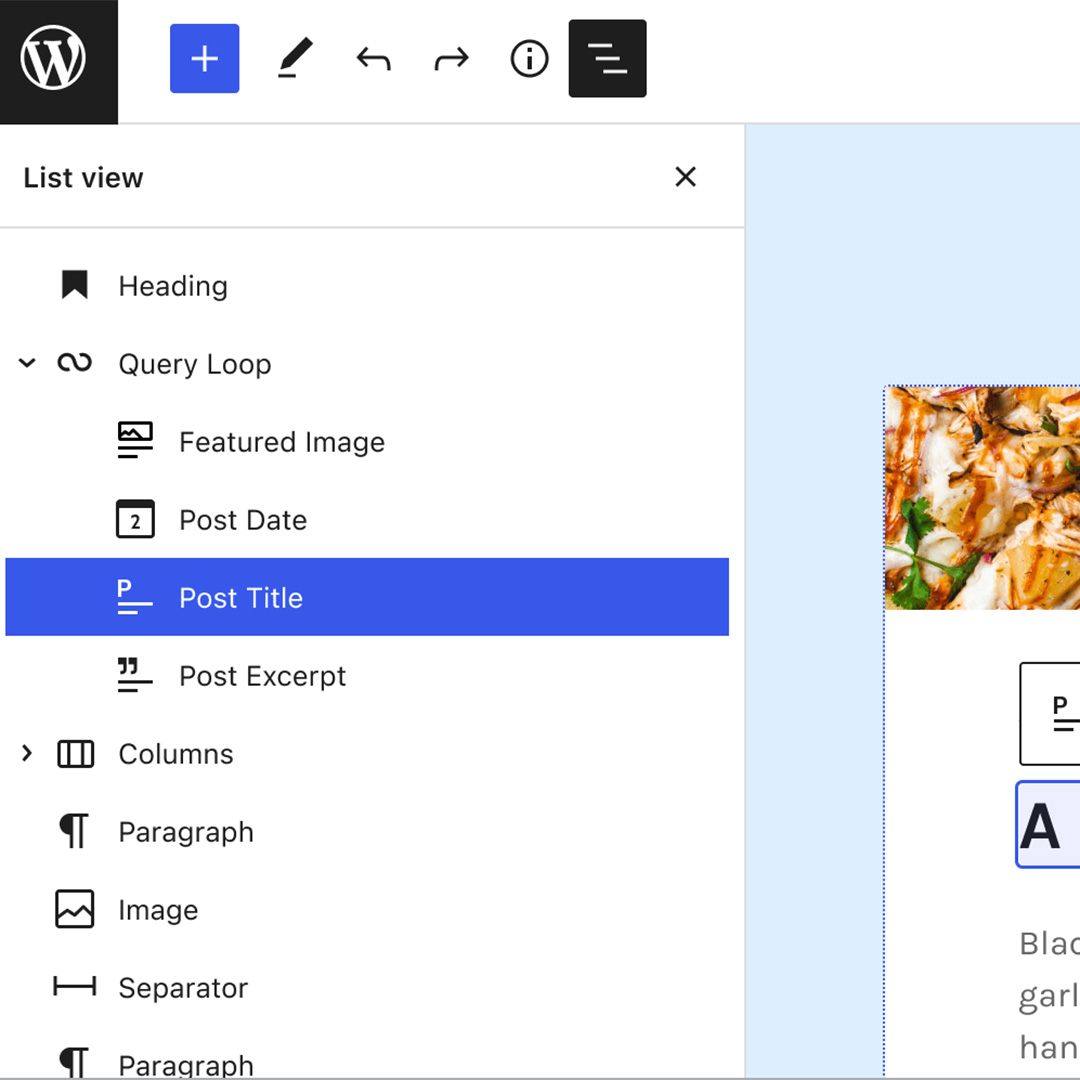 List view
Heading
Query Loop
Featured Image
2
Post Date
P
Post Title
Post Excerpt
Columns
Paragraph
Image
Separator
Paragraph
P
A
Blac
garl
han